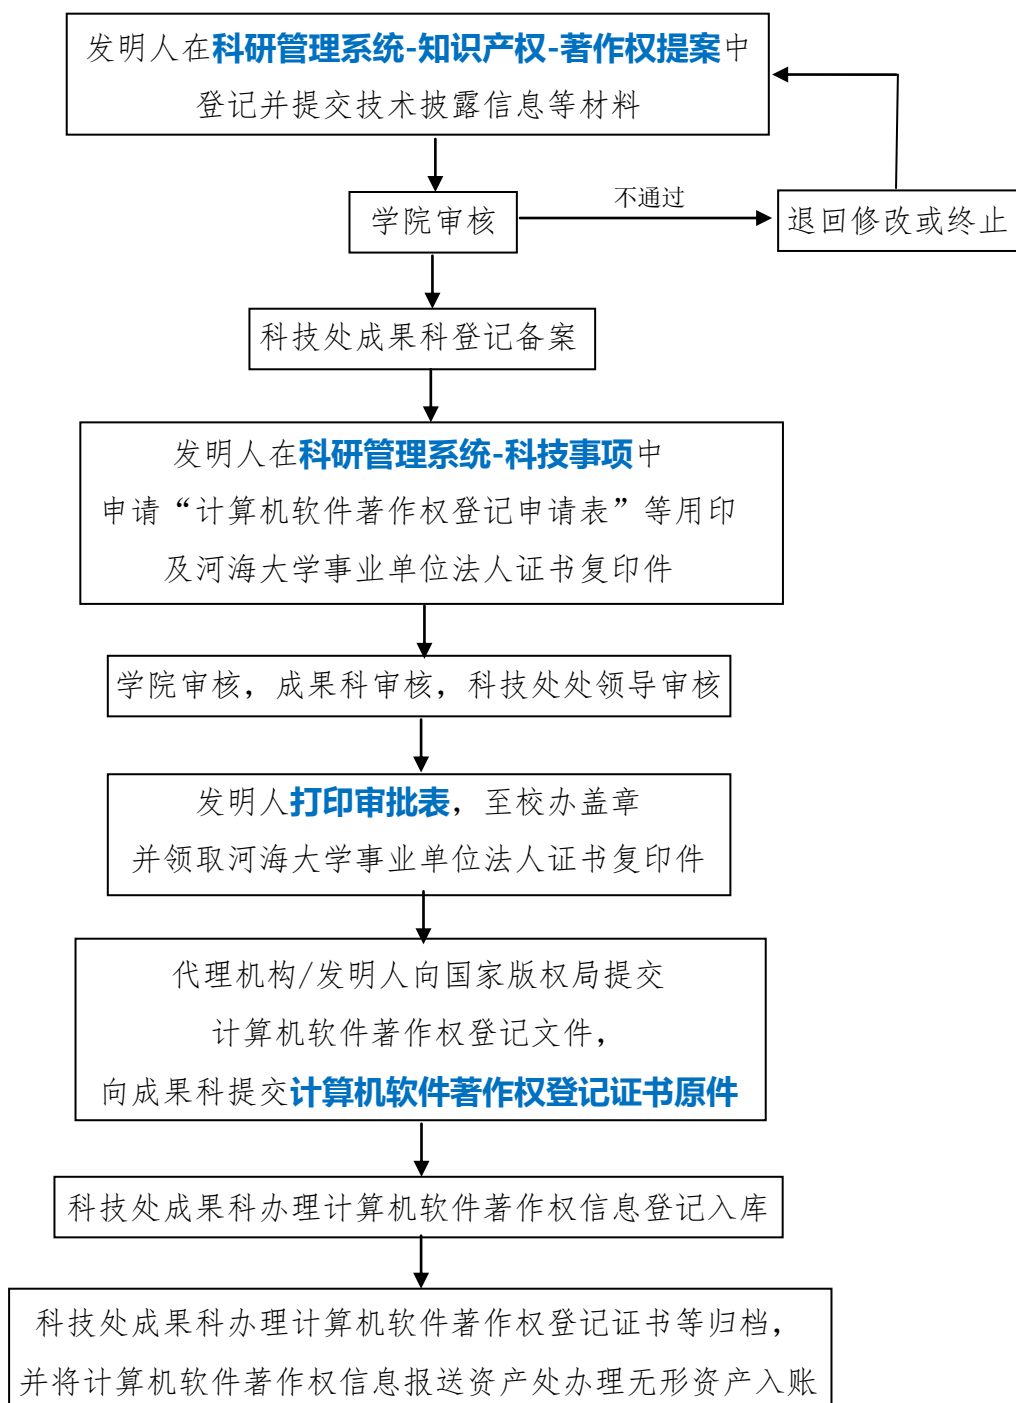 发明人在科研管理系统-知识产权-著作权提案中
登记并提交技术披露信息等材料
学院审核
不通过
退回修改或终止
科技处成果科登记备案
发明人在科研管理系统-科技事项中
申请“计算机软件著作权登记申请表”等用印
及河海大学事业单位法人证书复印件
学院审核，成果科审核，科技处处领导审核
发明人打印审批表，至校办盖章
并领取河海大学事业单位法人证书复印件
代理机构/发明人向国家版权局提交
计算机软件著作权登记文件，
向成果科提交计算机软件著作权登记证书原件
科技处成果科办理计算机软件著作权信息登记入库
科技处成果科办理计算机软件著作权登记证书等归档，
并将计算机软件著作权信息报送资产处办理无形资产入账